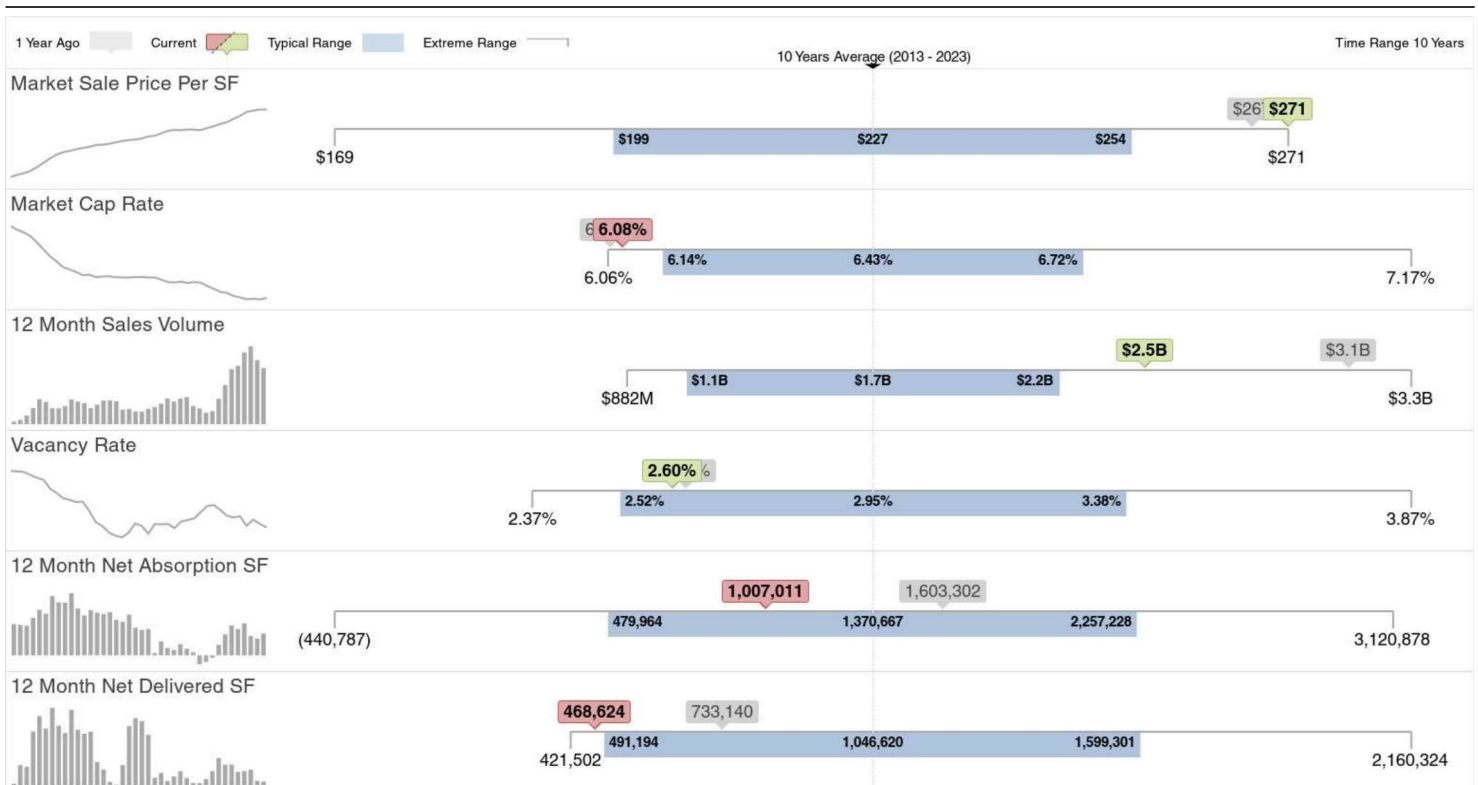 1 Year Ago Current Typical Range Extreme Range Time Range 10 Years
10 Years Average (2013 - 2023)
Market Sale Price Per SF
$26 $271
$199 $227 $254
$169 $271
Market Cap Rate
6 6.08%
6.14% 6.43% 6.72%
6.06% 7.17%
12 Month Sales Volume
$2.5B $3.1B
$1.1B $1.7B $2.2B
$882M $3.3B
Vacancy Rate
2.60% %
2.52% 2.95% 3.38%
2.37% 3.87%
12 Month Net Absorption SF
1,007,011 1,603,302
479,964 1,370,667 2,257,228
(440,787) 3,120,878
12 Month Net Delivered SF
468,624 733,140
491,194 1,046,620 1,599,301
421,502 2,160,324